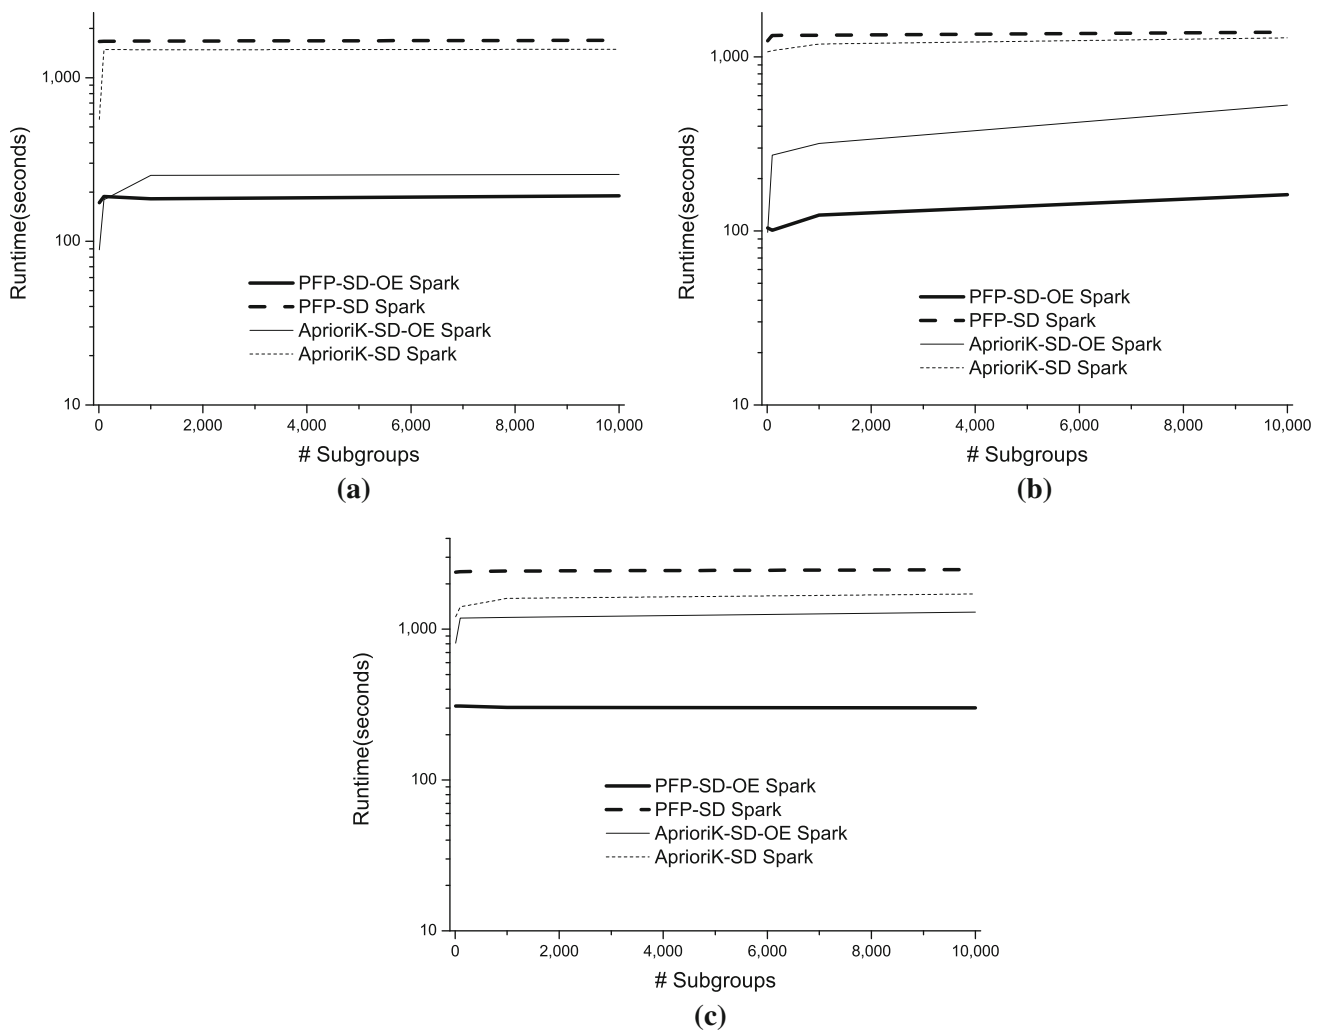 1,000
100
10
Runtime(seconds)
PFP-SD-OE Spark
PFP-SD Spark
AprioriK-SD-OE Spark
AprioriK-SD Spark
0 2,000 4,000 6,000 8,000 10,000
# Subgroups
(a)
1,000
100
10
Runtime(seconds)
PFP-SD-OE Spark
PFP-SD Spark
AprioriK-SD-OE Spark
AprioriK-SD Spark
0 2,000 4,000 6,000 8,000 10,000
# Subgroups
(b)
1,000
100
10
Runtime(seconds)
PFP-SD-OE Spark
PFP-SD Spark
AprioriK-SD-OE Spark
AprioriK-SD Spark
0 2,000 4,000 6,000 8,000 10,000
# Subgroups
(c)